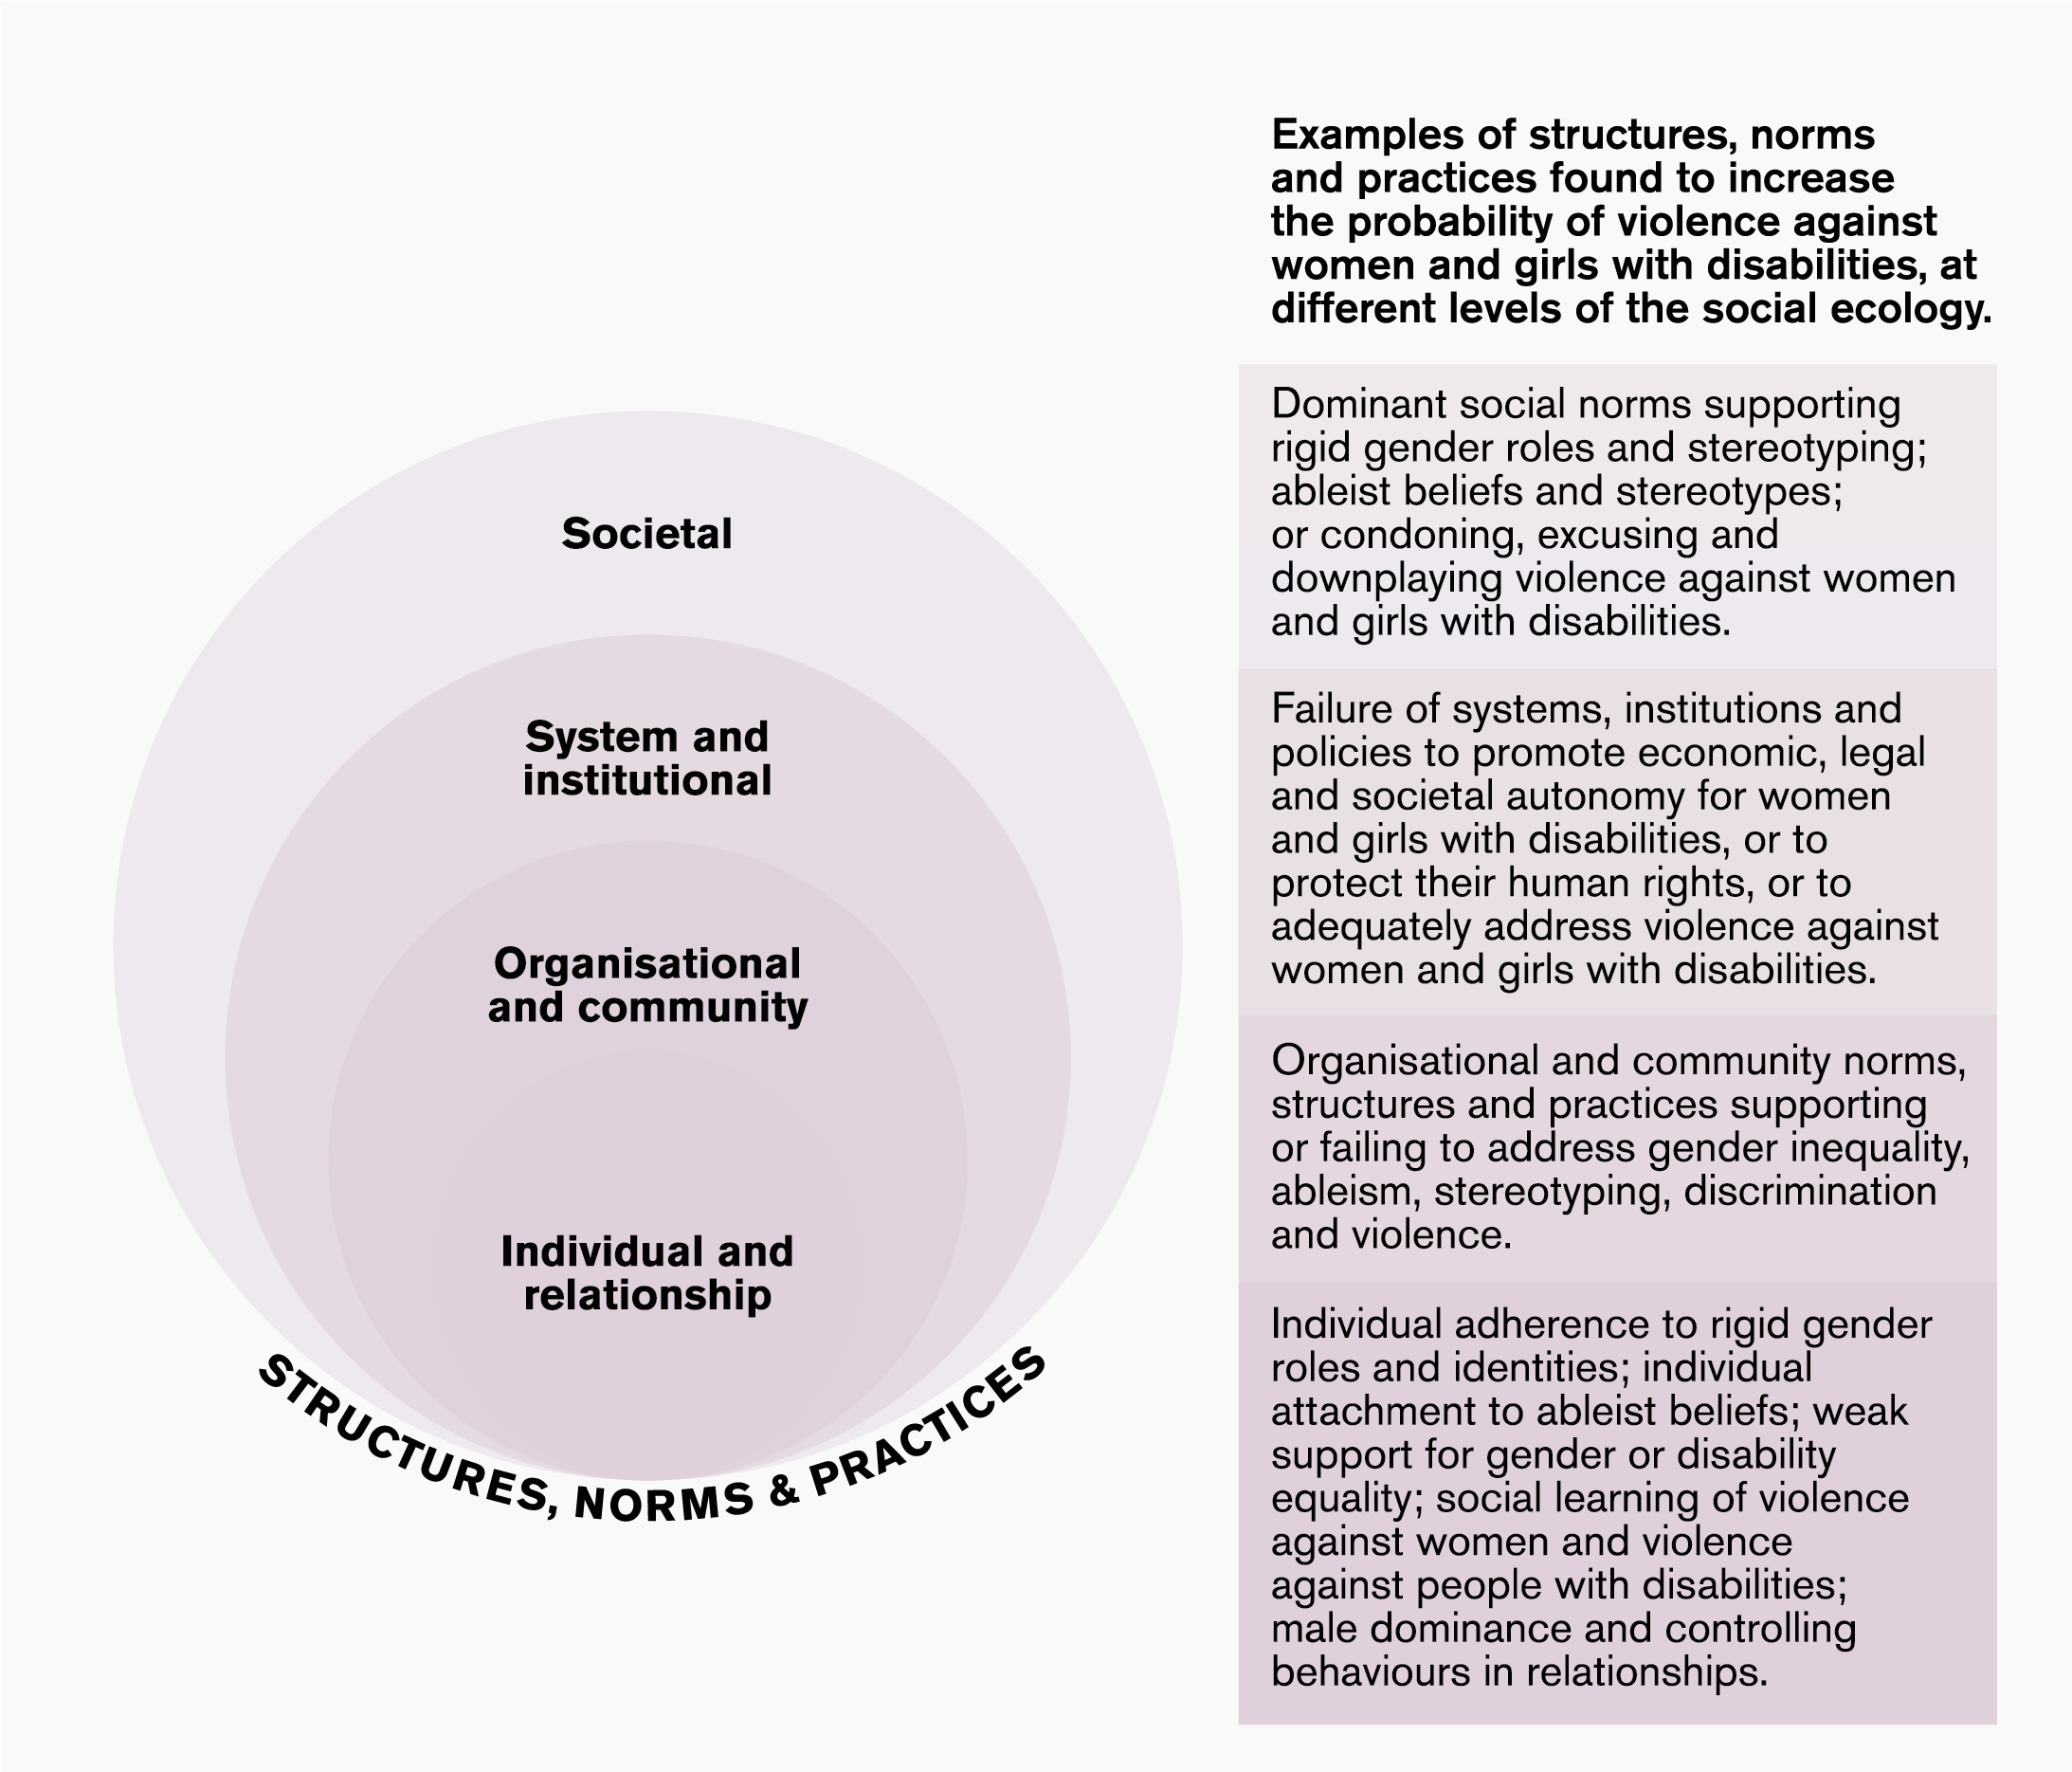 Examples of structures, norms
and practices found to increase
the probability of violence against
women and girls with disabilities, at
different levels of the social ecology.
Societal
System and
institutional
Organisational
and community
Individual and
relationship
STRUCTURES, NORMS & PRACTICES
Dominant social norms supporting
rigid gender roles and stereotyping;
ableist beliefs and stereotypes;
or condoning, excusing and
downplaying violence against women
and girls with disabilities.
Failure of systems, institutions and
policies to promote economic, legal
and societal autonomy for women
and girls with disabilities, or to
protect their human rights, or to
adequately address violence against
women and girls with disabilities.
Organisational and community norms,
structures and practices supporting
or failing to address gender inequality,
ableism, stereotyping, discrimination
and violence.
Individual adherence to rigid gender
roles and identities; individual
attachment to ableist beliefs; weak
support for gender or disability
equality; social learning of violence
against women and violence
against people with disabilities;
male dominance and controlling
behaviours in relationships.